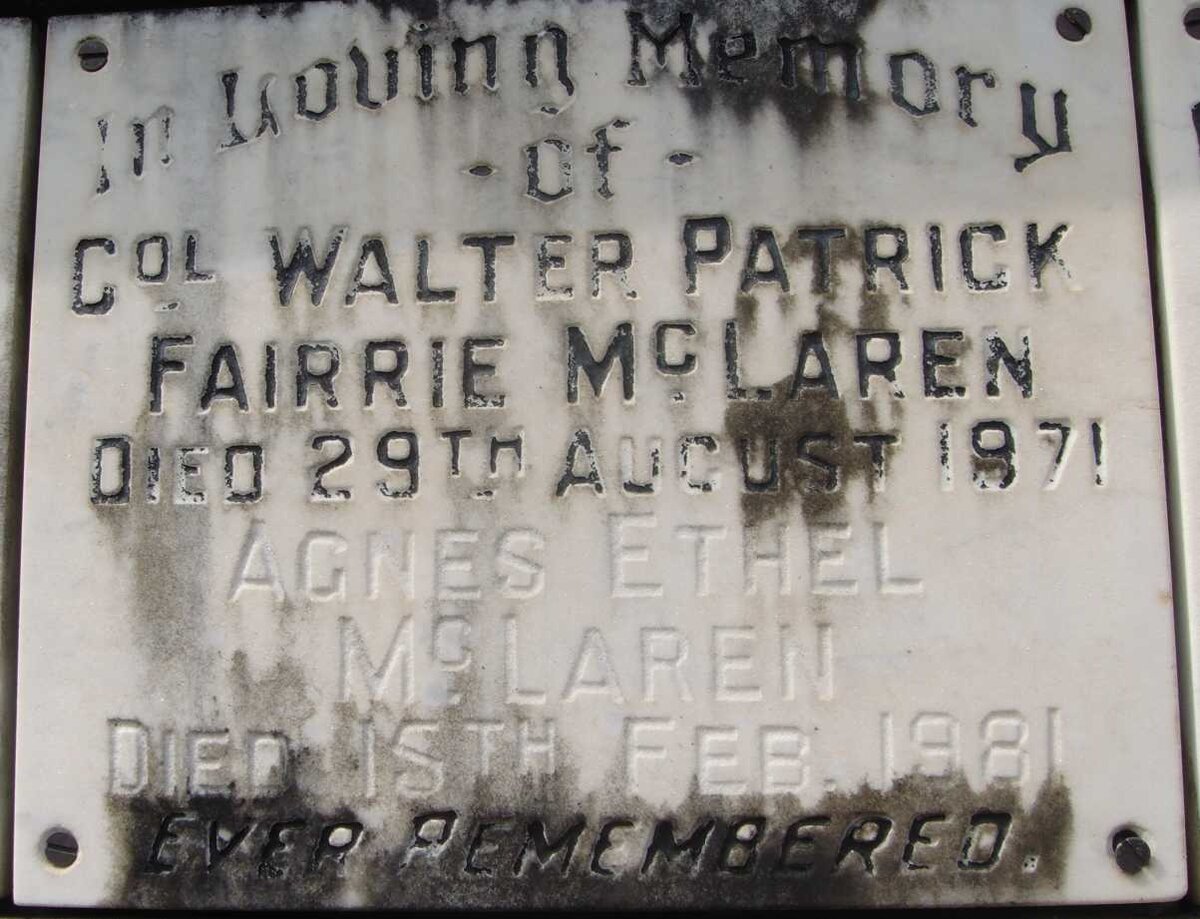 In Loving Memory
- of -
COL WALTER PATRICK
FAIRRIE MCLAREN
DIED 29TH AUGUST 1971
AGNES ETHEL
MCLAREN
DIED 15TH FEB. 1981
EVER REMEMBERED.